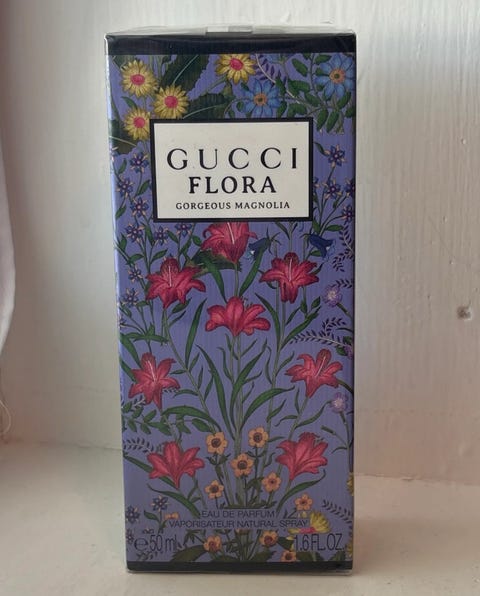 GUCCI
FLORA
GORGEOUS MAGNOLIA
EAU DE PARFUM
VAPORISATEUR NATURAL SPRAY
℮50 ml 1.6 FL.OZ.